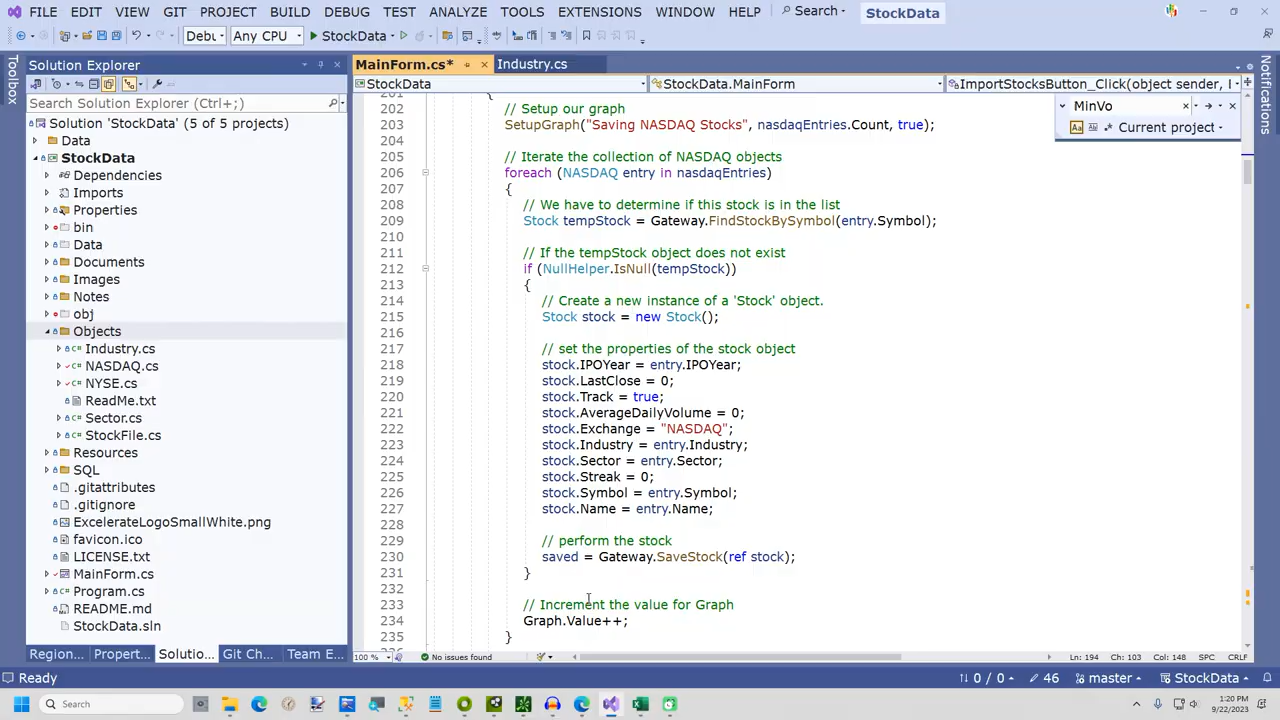 FILE EDIT VIEW GIT PROJECT BUILD DEBUG TEST ANALYZE TOOLS EXTENSIONS WINDOW HELP Search StockData
Debu Any CPU StockData
Toolbox
Solution Explorer
Search Solution Explorer (Ctrl+;)
Solution 'StockData' (5 of 5 projects)
Data
StockData
Dependencies
Imports
Properties
bin
Data
Documents
Images
Notes
obj
Objects
Industry.cs
NASDAQ.cs
NYSE.cs
ReadMe.txt
Sector.cs
StockFile.cs
Resources
SQL
.gitattributes
.gitignore
ExcelerateLogoSmallWhite.png
favicon.ico
LICENSE.txt
MainForm.cs
Program.cs
README.md
StockData.sln
Region... Propert... Solutio... Git Ch... Team E...
MainForm.cs* Industry.cs
StockData StockData.MainForm ImportStocksButton_Click(object sender,
MinVo
Aa Current project
Notifications
201 {
202 // Setup our graph
203 SetupGraph("Saving NASDAQ Stocks", nasdaqEntries.Count, true);
204
205 // Iterate the collection of NASDAQ objects
206 foreach (NASDAQ entry in nasdaqEntries)
207 {
208 // We have to determine if this stock is in the list
209 Stock tempStock = Gateway.FindStockBySymbol(entry.Symbol);
210
211 // If the tempStock object does not exist
212 if (NullHelper.IsNull(tempStock))
213 {
214 // Create a new instance of a 'Stock' object.
215 Stock stock = new Stock();
216
217 // set the properties of the stock object
218 stock.IPOYear = entry.IPOYear;
219 stock.LastClose = 0;
220 stock.Track = true;
221 stock.AverageDailyVolume = 0;
222 stock.Exchange = "NASDAQ";
223 stock.Industry = entry.Industry;
224 stock.Sector = entry.Sector;
225 stock.Streak = 0;
226 stock.Symbol = entry.Symbol;
227 stock.Name = entry.Name;
228
229 // perform the stock
230 saved = Gateway.SaveStock(ref stock);
231 }
232
233 // Increment the value for Graph
234 Graph.Value++;
235 }
100 % No issues found Ln: 194 Ch: 103 Col: 148 SPC CRLF
Ready 0 / 0 46 master StockData
Search
1:20 PM
9/22/2023